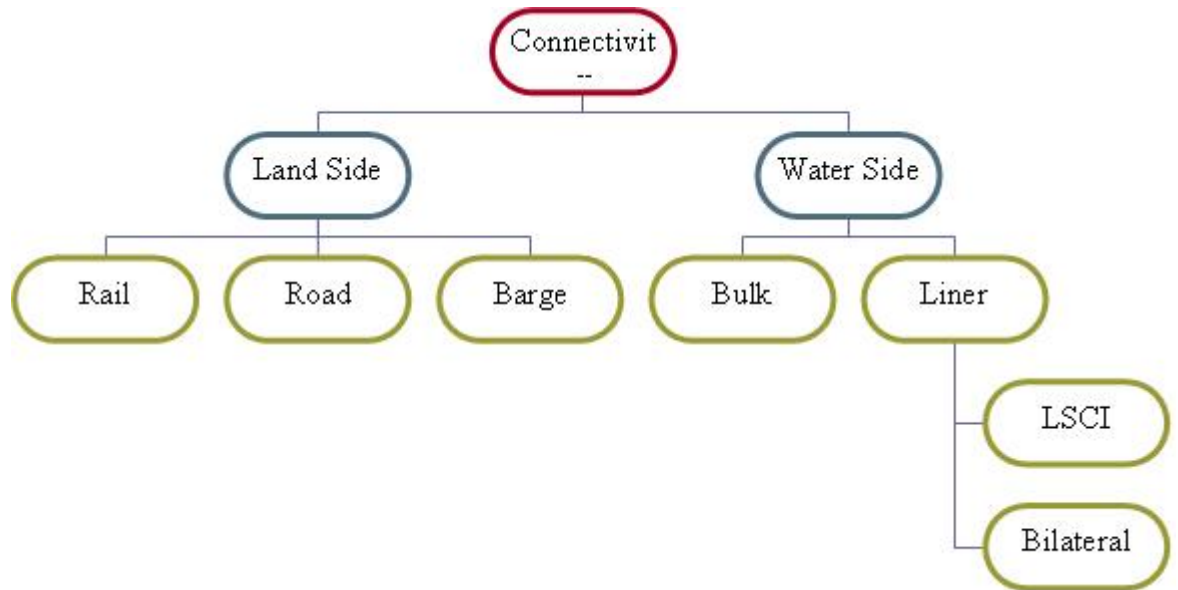 Connectivit
--
Land Side
Water Side
Rail
Road
Barge
Bulk
Liner
LSCI
Bilateral